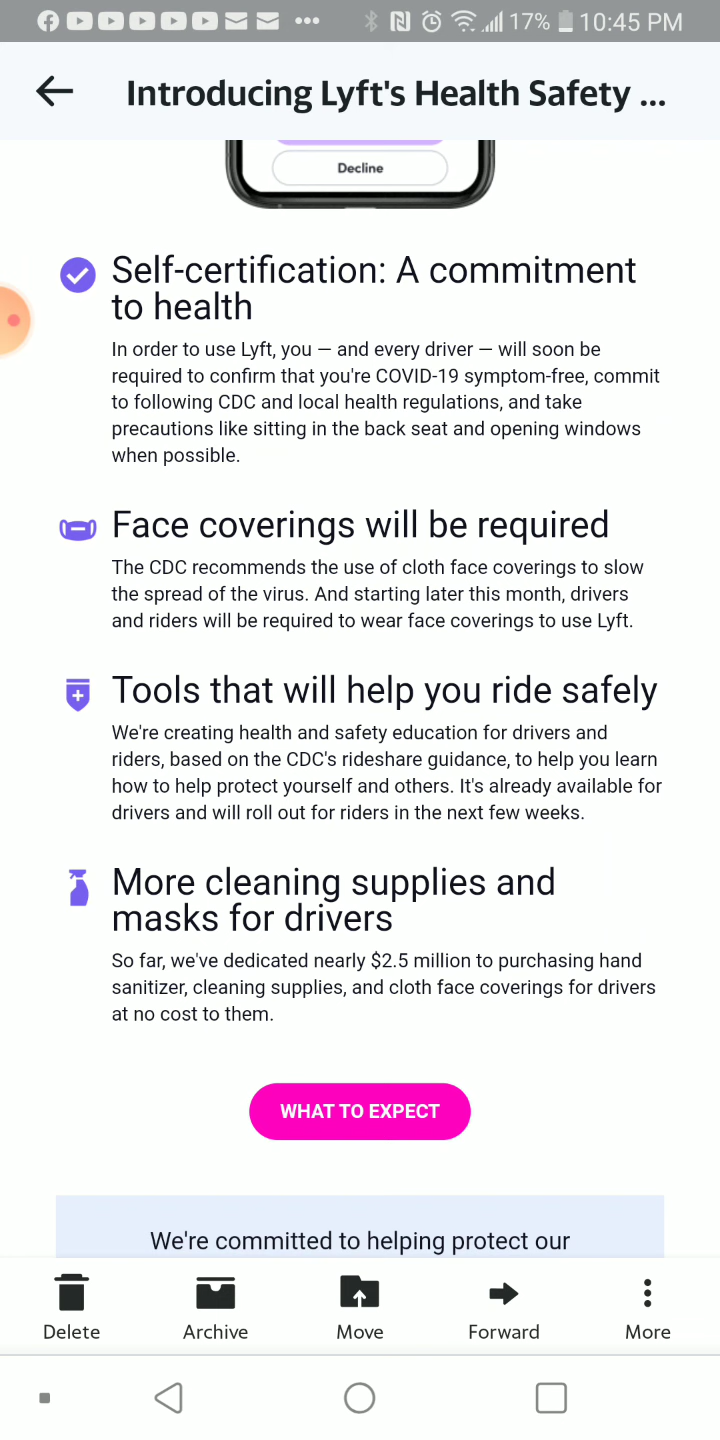 17% 10:45 PM
Introducing Lyft's Health Safety ...
Decline
Self-certification: A commitment
to health
In order to use Lyft, you — and every driver — will soon be
required to confirm that you're COVID-19 symptom-free, commit
to following CDC and local health regulations, and take
precautions like sitting in the back seat and opening windows
when possible.
Face coverings will be required
The CDC recommends the use of cloth face coverings to slow
the spread of the virus. And starting later this month, drivers
and riders will be required to wear face coverings to use Lyft.
Tools that will help you ride safely
We're creating health and safety education for drivers and
riders, based on the CDC's rideshare guidance, to help you learn
how to help protect yourself and others. It's already available for
drivers and will roll out for riders in the next few weeks.
More cleaning supplies and
masks for drivers
So far, we've dedicated nearly $2.5 million to purchasing hand
sanitizer, cleaning supplies, and cloth face coverings for drivers
at no cost to them.
WHAT TO EXPECT
We're committed to helping protect our
Delete Archive Move Forward More